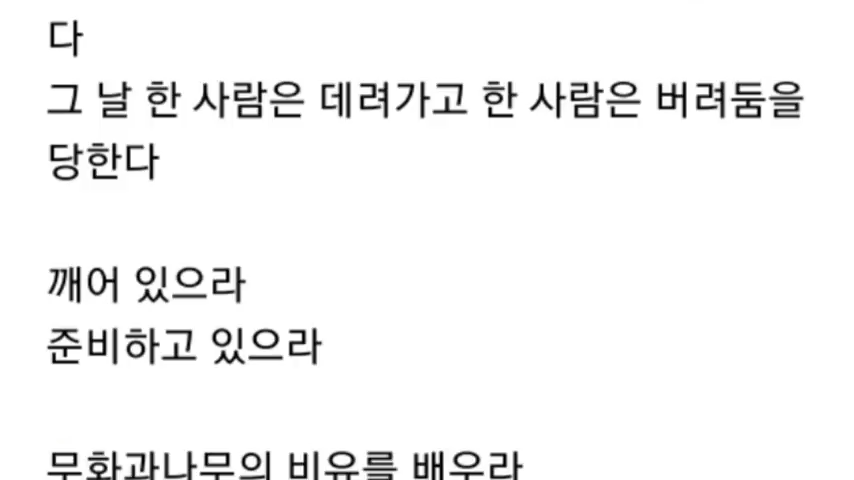 다
그 날 한 사람은 데려가고 한 사람은 버려둠을
당한다
깨어 있으라
준비하고 있으라
무화과나무의 비유를 배우라